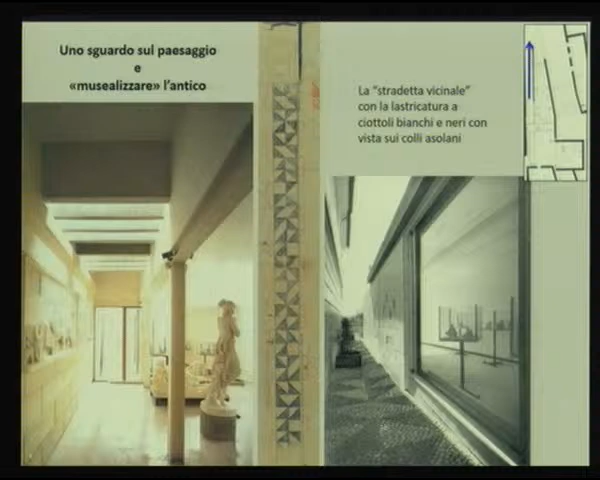 Uno sguardo sul paesaggio
e
«musealizzare» l'antico
La "stradetta vicinale"
con la lastricatura a
ciottoli bianchi e neri con
vista sui colli asolani